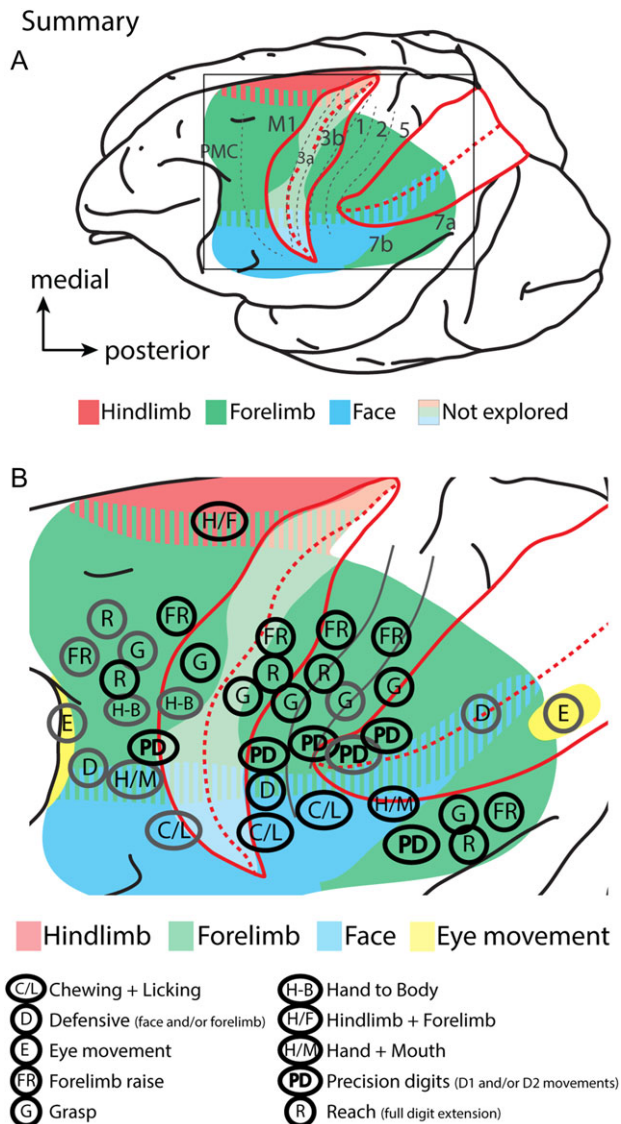 Summary
A
PMC
M1
3a
3b
1
2
5
7b
7a
medial
posterior
Hindlimb Forelimb Face Not explored
B
H/F
R FR FR FR FR
FR G G R R
R G G G G
H-B H-B
E D E
PD PD PD PD PD
D H/M D H/M
C/L C/L C/L G FR
PD R
Hindlimb Forelimb Face Eye movement
C/L Chewing + Licking
D Defensive (face and/or forelimb)
E Eye movement
FR Forelimb raise
G Grasp
H-B Hand to Body
H/F Hindlimb + Forelimb
H/M Hand + Mouth
PD Precision digits (D1 and/or D2 movements)
R Reach (full digit extension)